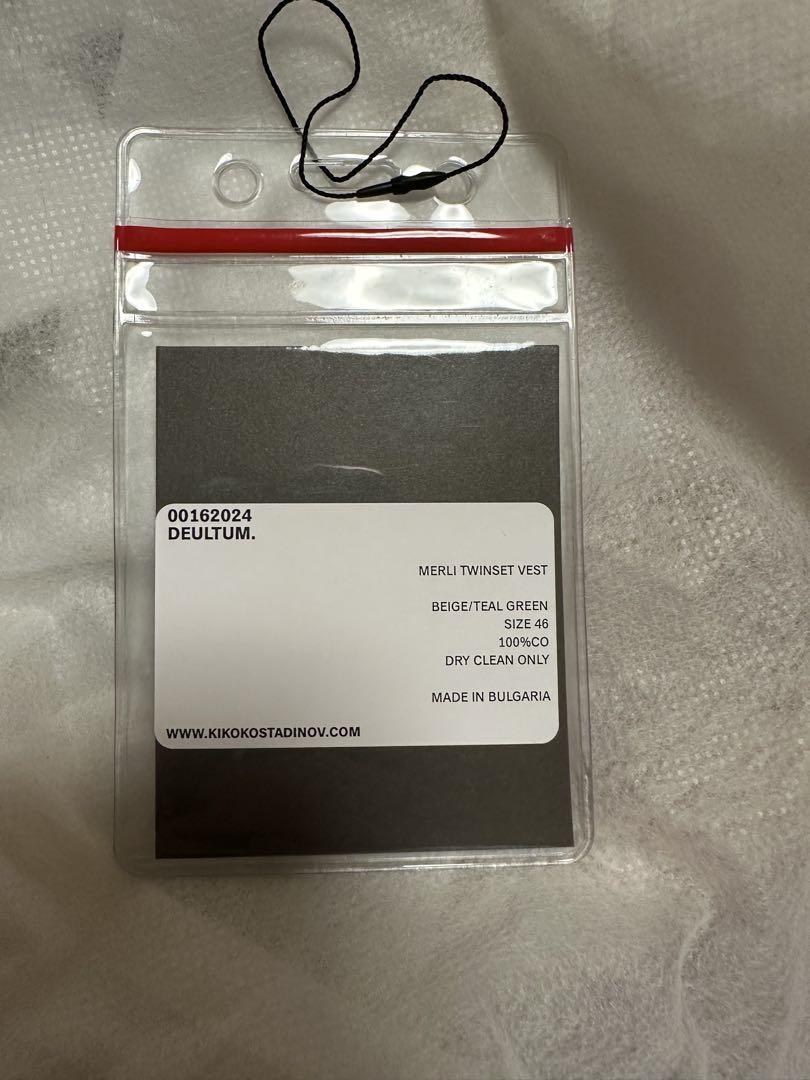 00162024
DEULTUM.
MERLI TWINSET VEST
BEIGE/TEAL GREEN
SIZE 46
100%CO
DRY CLEAN ONLY
MADE IN BULGARIA
WWW.KIKOKOSTADINOV.COM